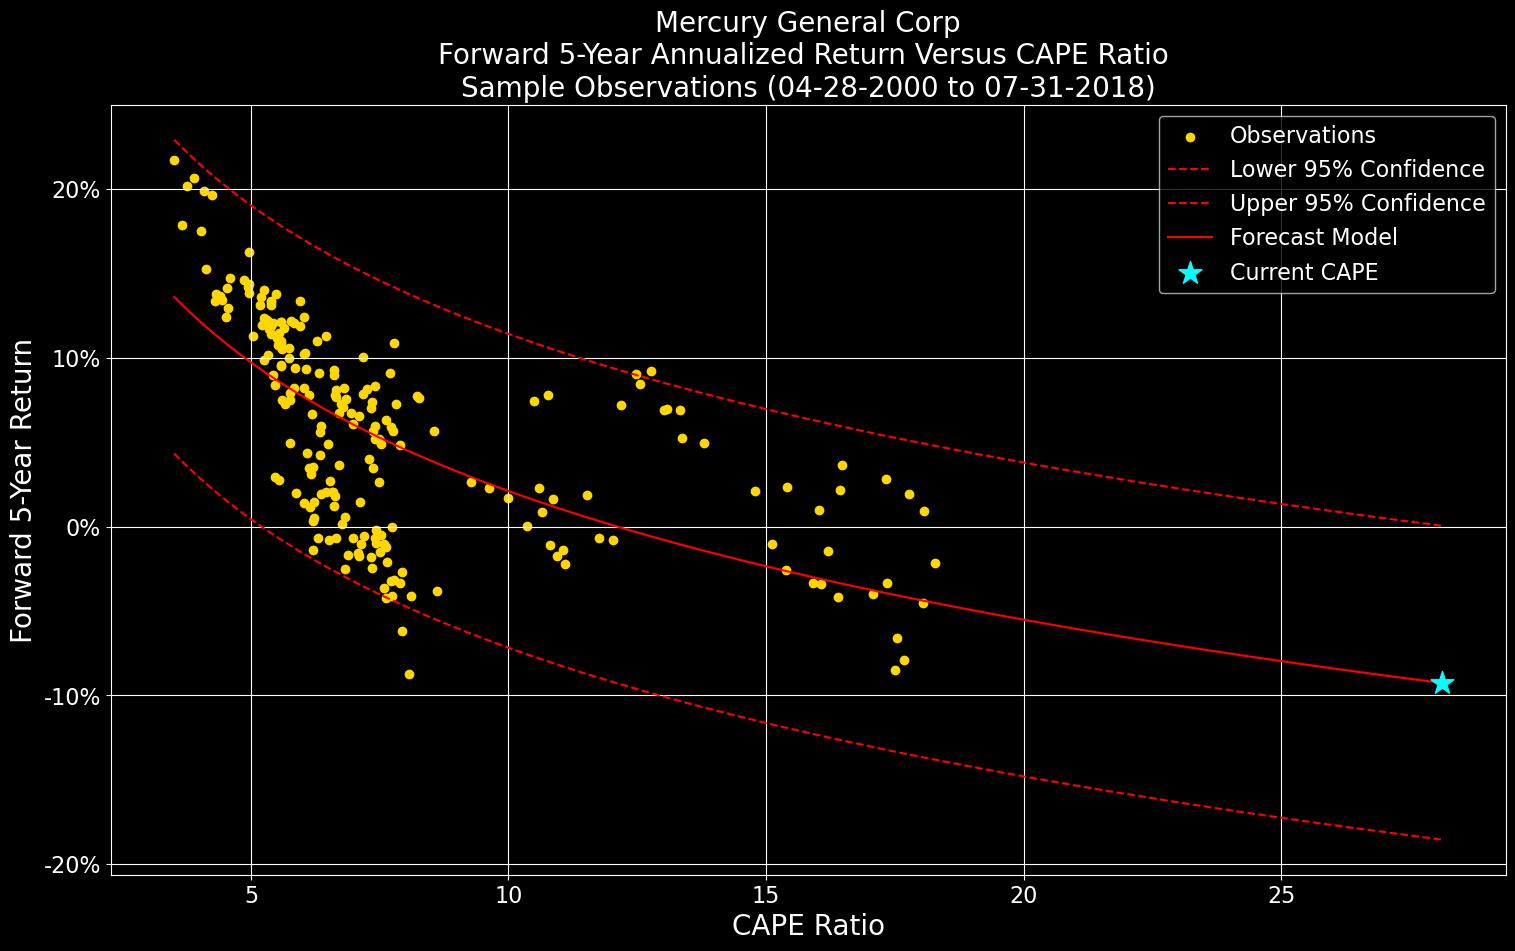 Mercury General Corp
Forward 5-Year Annualized Return Versus CAPE Ratio
Sample Observations (04-28-2000 to 07-31-2018)
Observations
Lower 95% Confidence
Upper 95% Confidence
Forecast Model
Current CAPE
Forward 5-Year Return
20%
10%
0%
-10%
-20%
5 10 15 20 25
CAPE Ratio